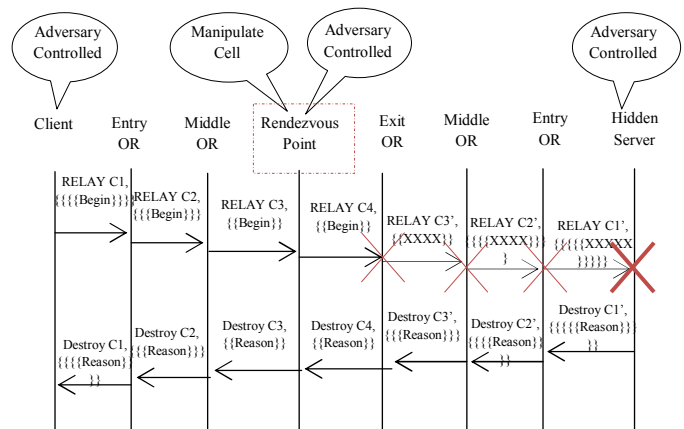 Adversary
Controlled
Manipulate
Cell
Adversary
Controlled
Adversary
Controlled
Client
Entry
OR
Middle
OR
Rendezvous
Point
Exit
OR
Middle
OR
Entry
OR
Hidden
Server
RELAY C1,
{{{{Begin}}}}
RELAY C2,
{{{Begin}}}
RELAY C3,
{{Begin}}
RELAY C4,
{Begin}}
RELAY C3’,
{{XXXX}}
RELAY C2’,
{{{{XXXX}}
}
RELAY C1’,
{{{{{XXXXX
}}}}}
Destroy C1,
{{{{Reason}}
}}
Destroy C2,
{{{Reason}}}
Destroy C3,
{{Reason}}
Destroy C4,
{{Reason}}
Destroy C3’,
{{{Reason}}}
Destroy C2’,
{{{{Reason}}
}}
Destroy C1’,
{{{{{Reason}}}
}}